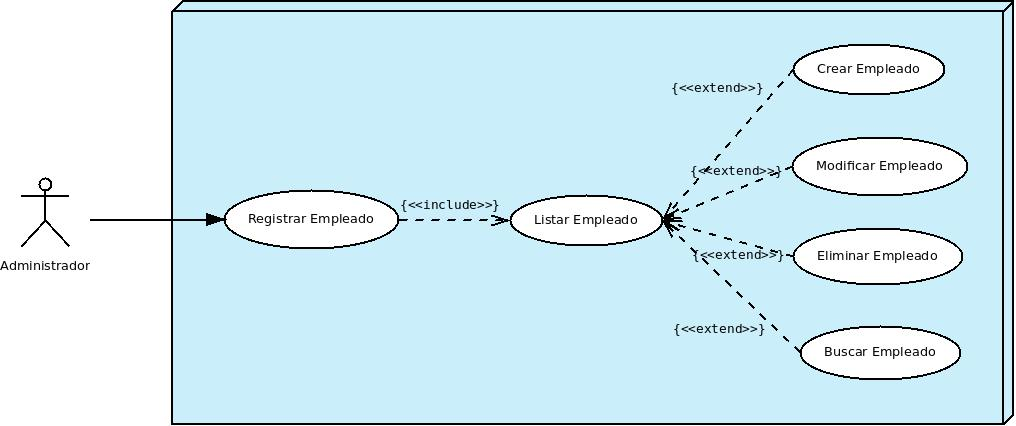 Crear Empleado
{<<extend>>}
Modificar Empleado
{<<extend>>}
Registrar Empleado
{<<include>>}
Listar Empleado
Administrador
Eliminar Empleado
{<<extend>>}
{<<extend>>}
Buscar Empleado